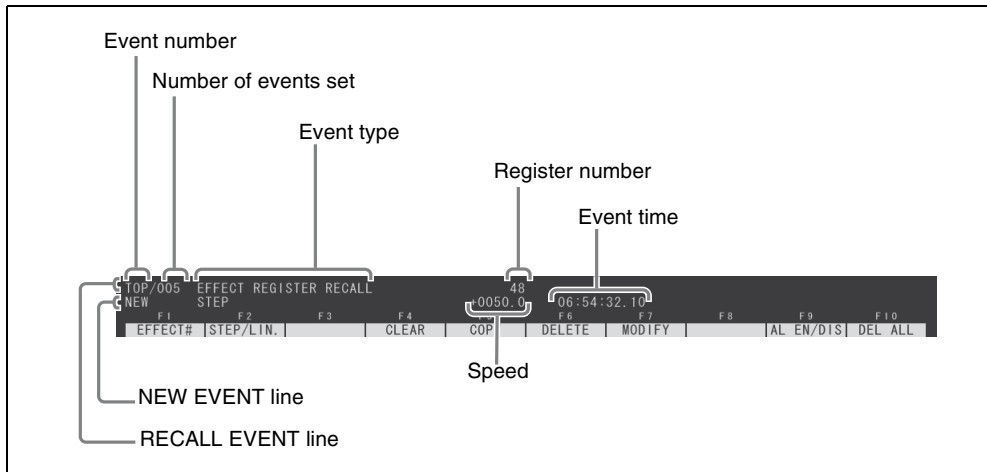 Event number
Number of events set
Event type
Register number
Event time
TOP/005 EFFECT REGISTER RECALL 48
NEW STEP +0050.0 06:54:32.10
F1 F2 F3 F4 F6 F7 F8 F9 F10
EFFECT# STEP/LIN. CLEAR COP DELETE MODIFY AL EN/DIS DEL ALL
Speed
NEW EVENT line
RECALL EVENT line